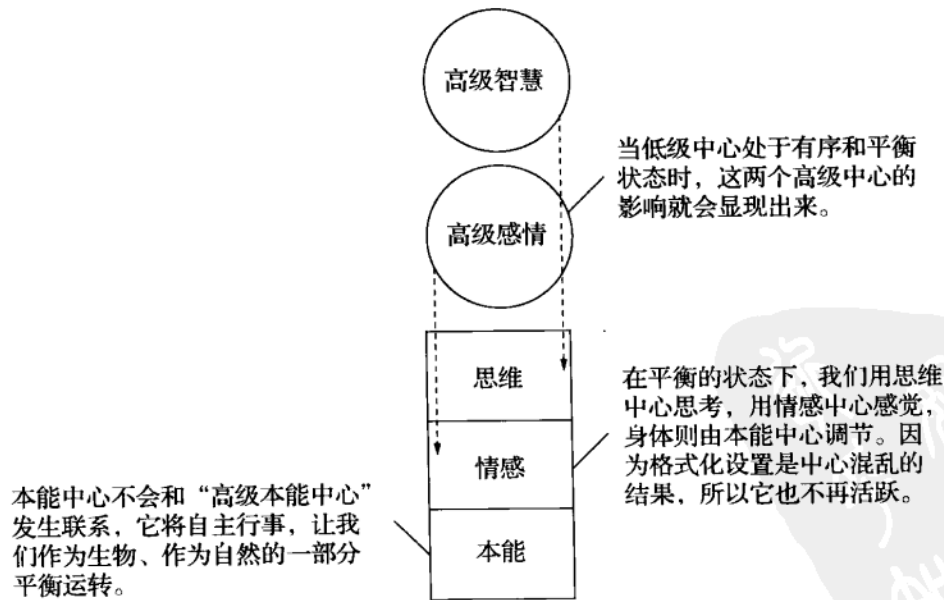 高级智慧
当低级中心处于有序和平衡
状态时，这两个高级中心的
影响就会显现出来。
高级感情
思维
在平衡的状态下，我们用思维
中心思考，用情感中心感觉，
身体则由本能中心调节。因
为格式化设置是中心混乱的
结果，所以它也不再活跃。
情感
本能中心不会和“高级本能中心”
发生联系，它将自主行事，让我
们作为生物、作为自然的一部分
平衡运转。
本能